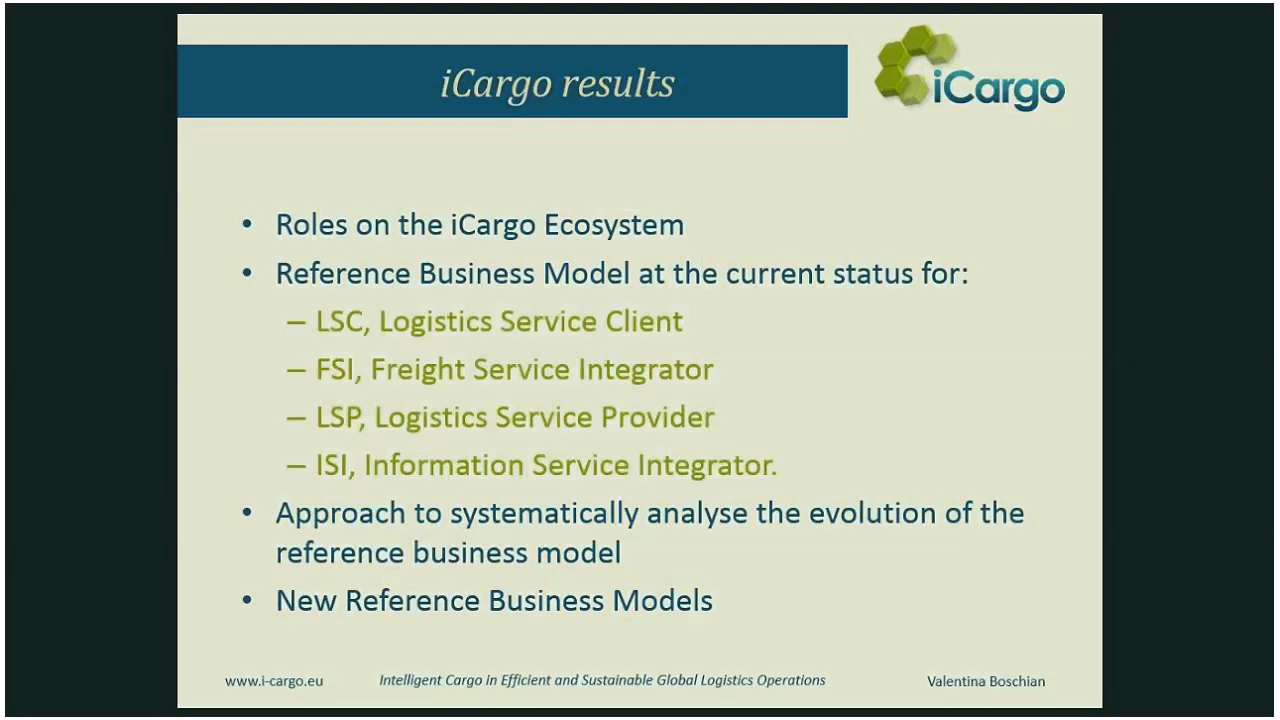 iCargo results
iCargo
• Roles on the iCargo Ecosystem
• Reference Business Model at the current status for:
– LSC, Logistics Service Client
– FSI, Freight Service Integrator
– LSP, Logistics Service Provider
– ISI, Information Service Integrator.
• Approach to systematically analyse the evolution of the
reference business model
• New Reference Business Models
www.i-cargo.eu
Intelligent Cargo in Efficient and Sustainable Global Logistics Operations
Valentina Boschian